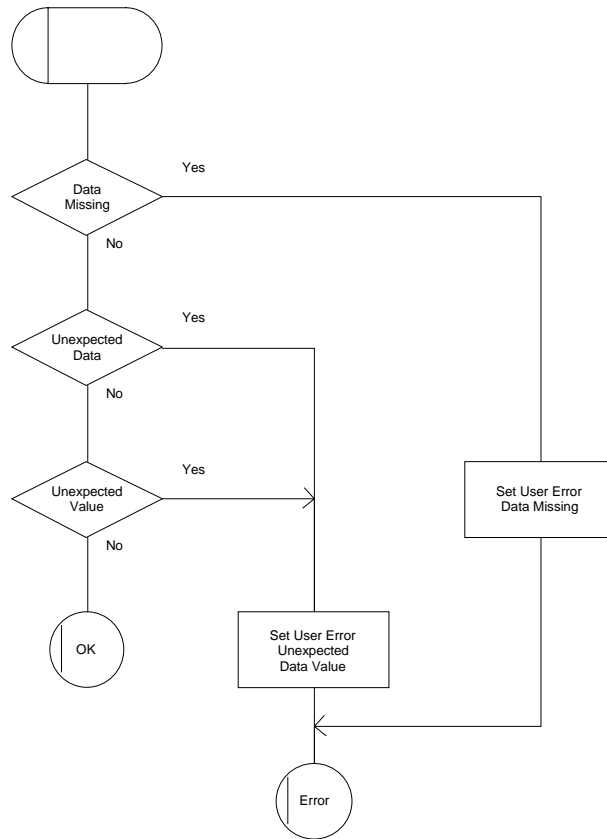 Yes
Data
Missing
No
Yes
Unexpected
Data
No
Yes
Unexpected
Value
Set User Error
Data Missing
No
Set User Error
Unexpected
Data Value
OK
Error